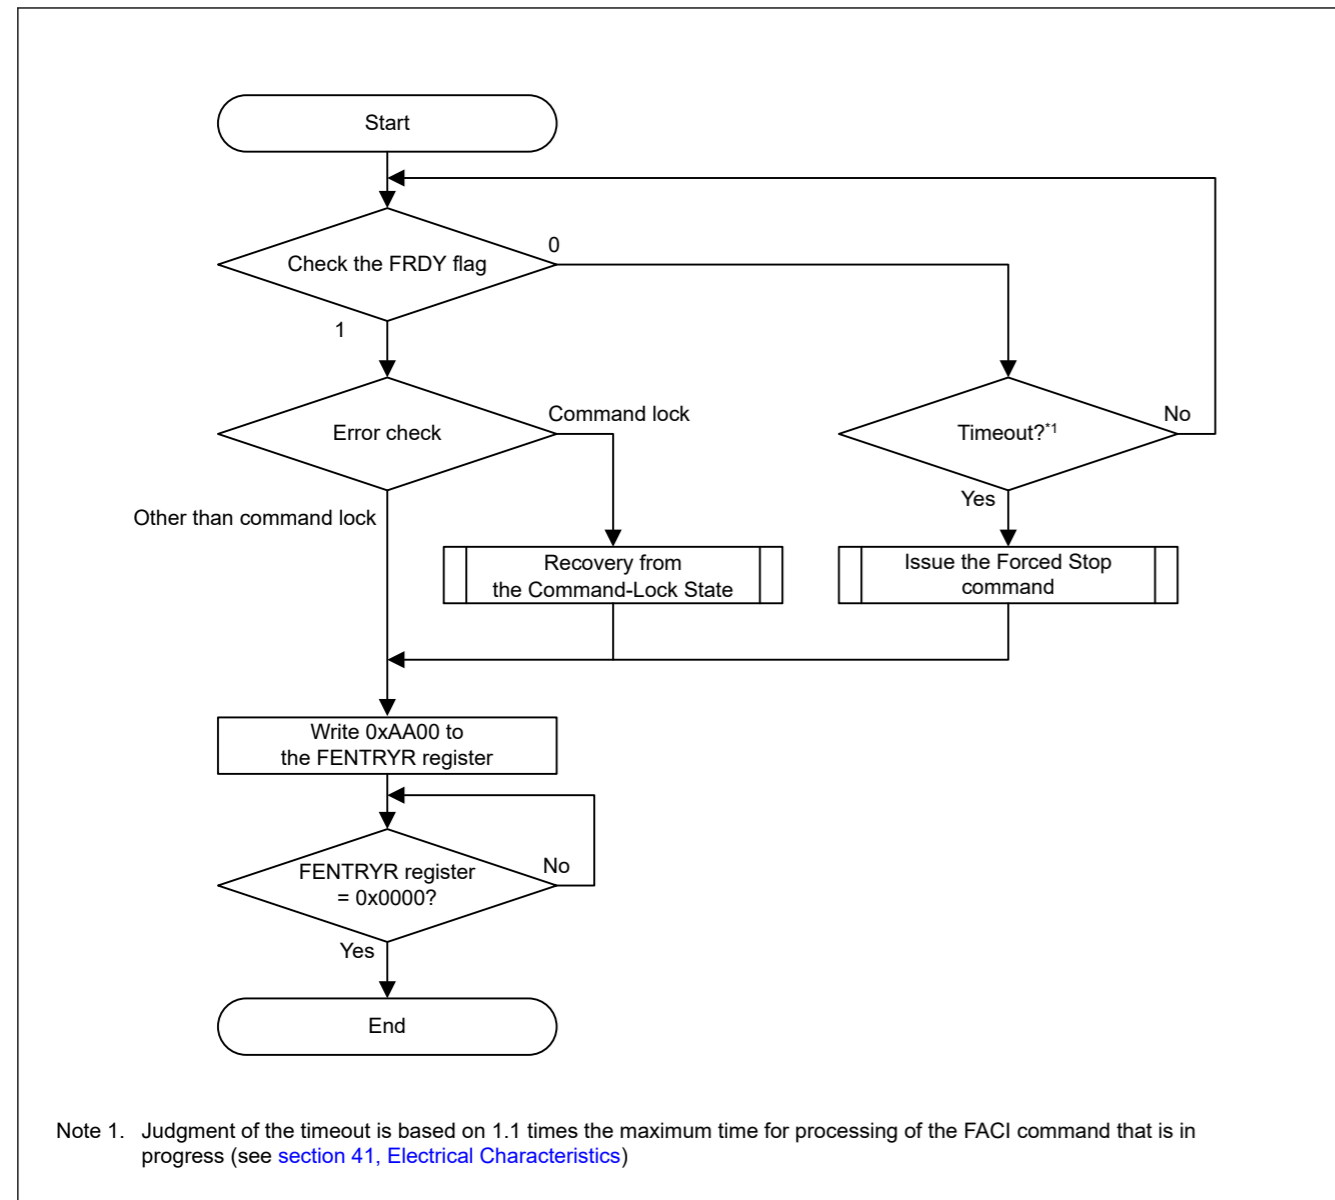 Start
Check the FRDY flag
0
1
Error check
Command lock
Timeout?*1
No
Other than command lock
Yes
Recovery from
the Command-Lock State
Issue the Forced Stop
command
Write 0xAA00 to
the FENTRYR register
FENTRYR register
= 0x0000?
No
Yes
End
Note 1. Judgment of the timeout is based on 1.1 times the maximum time for processing of the FACI command that is in
progress (see section 41, Electrical Characteristics)